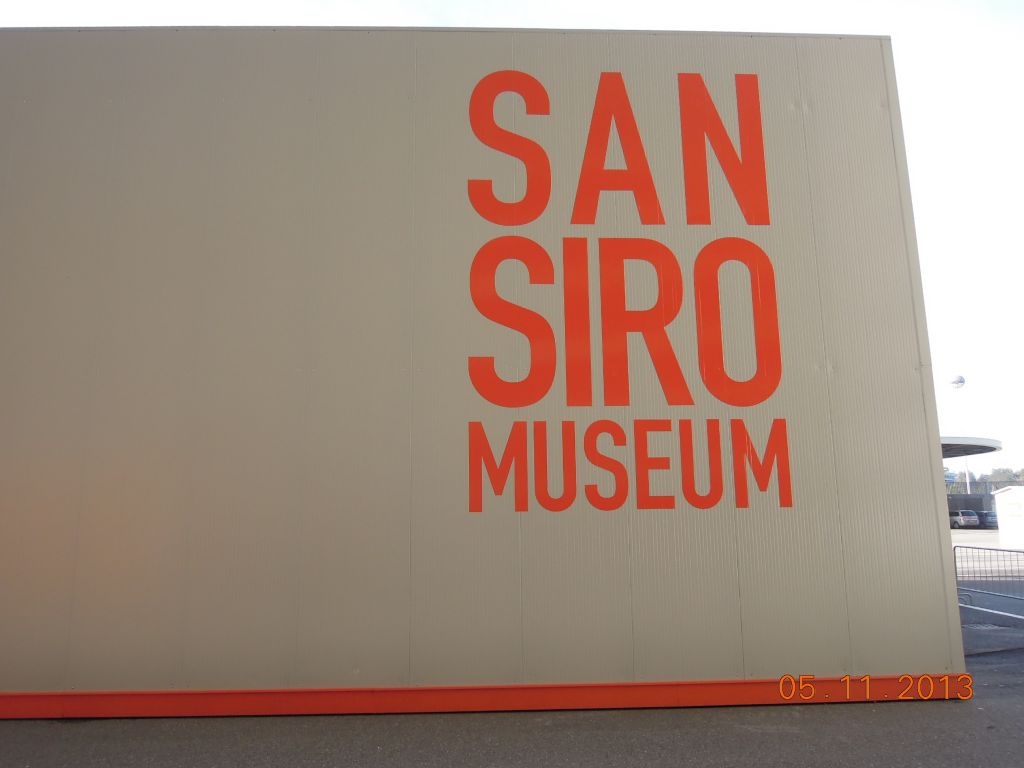 SAN
SIRO
MUSEUM
05.11.2013